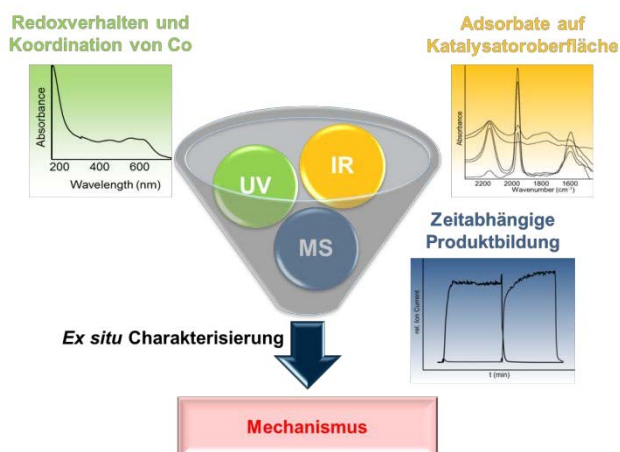 Redoxverhalten und
Koordination von Co
Adsorbate auf
Katalysatoroberfläche
Absorbance
200 400 600
Wavelength (nm)
Absorbance
2200 2000 1800 1600
Wavenumber (cm⁻¹)
UV
IR
MS
Zeitabhängige
Produktbildung
rel. Ion Current
t (min)
Ex situ Charakterisierung
Mechanismus